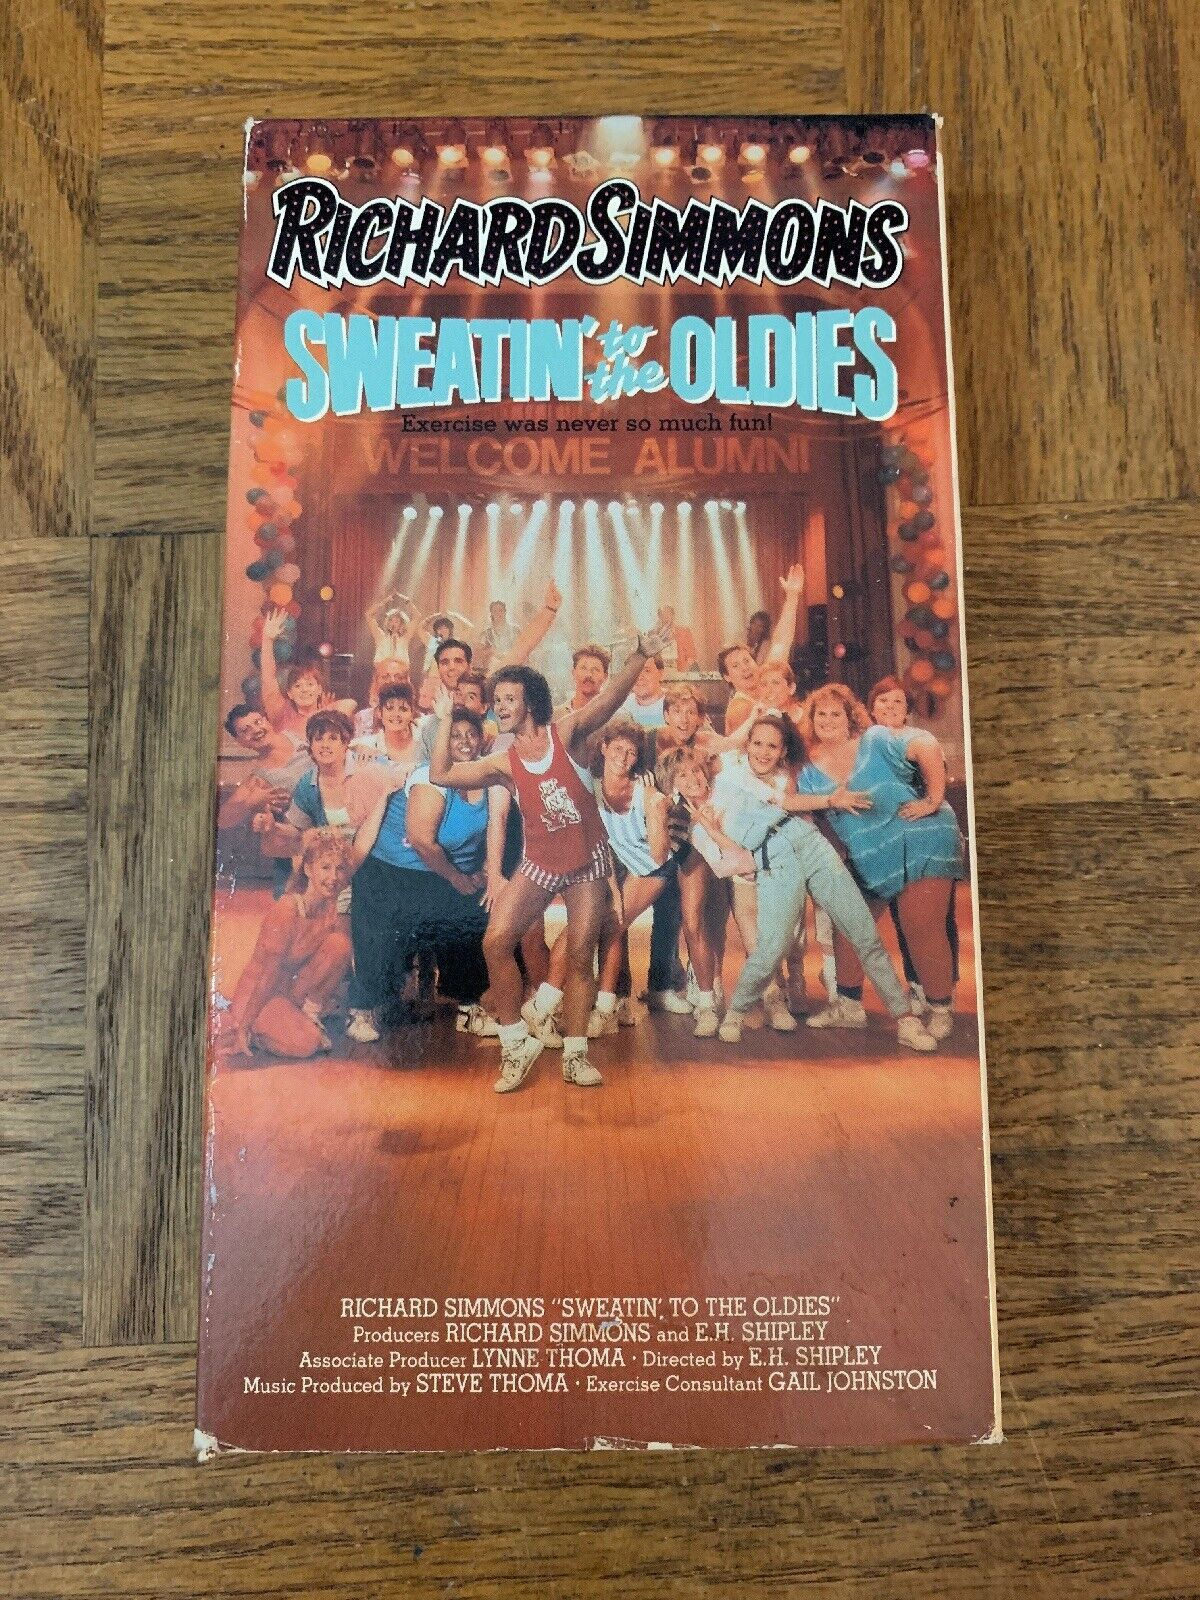 RICHARD SIMMONS
SWEATIN' to the OLDIES
Exercise was never so much fun!
WELCOME ALUMNI
RICHARD SIMMONS "SWEATIN' TO THE OLDIES"
Producers RICHARD SIMMONS and E.H. SHIPLEY
Associate Producer LYNNE THOMA · Directed by E.H. SHIPLEY
Music Produced by STEVE THOMA · Exercise Consultant GAIL JOHNSTON